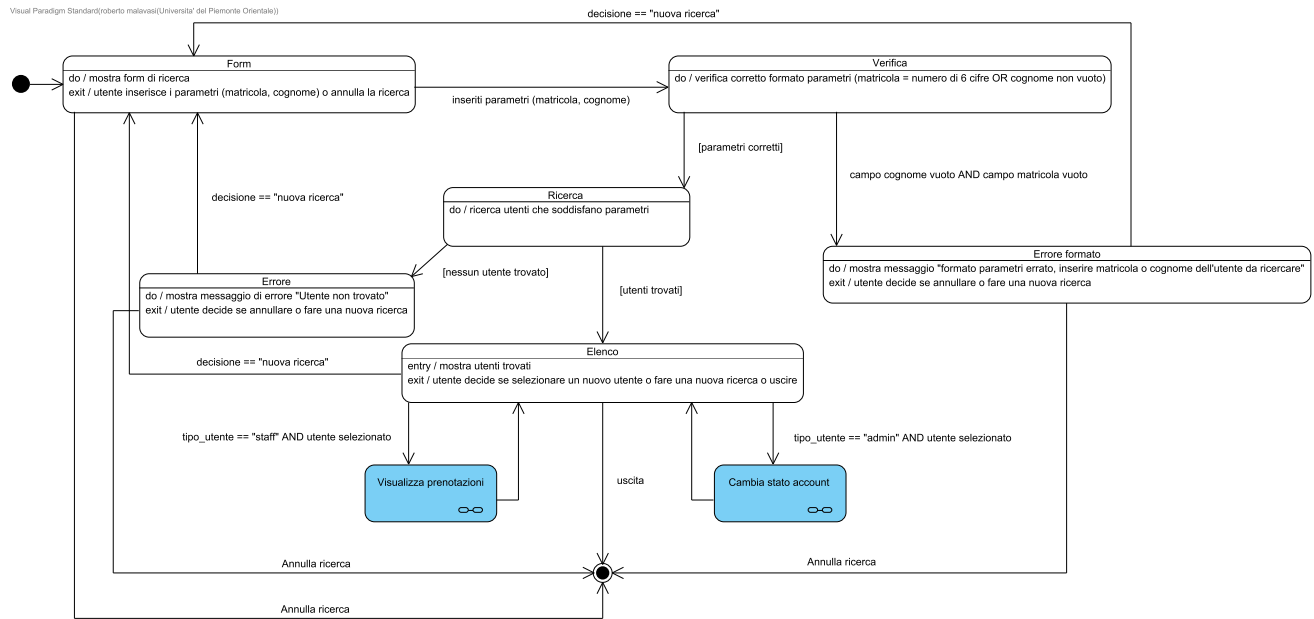 Visual Paradigm Standard(roberto malavasi(Universita' del Piemonte Orientale))
decisione == "nuova ricerca"
Form
do / mostra form di ricerca
exit / utente inserisce i parametri (matricola, cognome) o annulla la ricerca
inseriti parametri (matricola, cognome)
Verifica
do / verifica corretto formato parametri (matricola = numero di 6 cifre OR cognome non vuoto)
[parametri corretti]
campo cognome vuoto AND campo matricola vuoto
decisione == "nuova ricerca"
Ricerca
do / ricerca utenti che soddisfano parametri
[nessun utente trovato]
[utenti trovati]
Errore formato
do / mostra messaggio "formato parametri errato, inserire matricola o cognome dell'utente da ricercare"
exit / utente decide se annullare o fare una nuova ricerca
Errore
do / mostra messaggio di errore "Utente non trovato"
exit / utente decide se annullare o fare una nuova ricerca
decisione == "nuova ricerca"
Elenco
entry / mostra utenti trovati
exit / utente decide se selezionare un nuovo utente o fare una nuova ricerca o uscire
tipo_utente == "staff" AND utente selezionato
tipo_utente == "admin" AND utente selezionato
Visualizza prenotazioni
uscita
Cambia stato account
Annulla ricerca
Annulla ricerca
Annulla ricerca